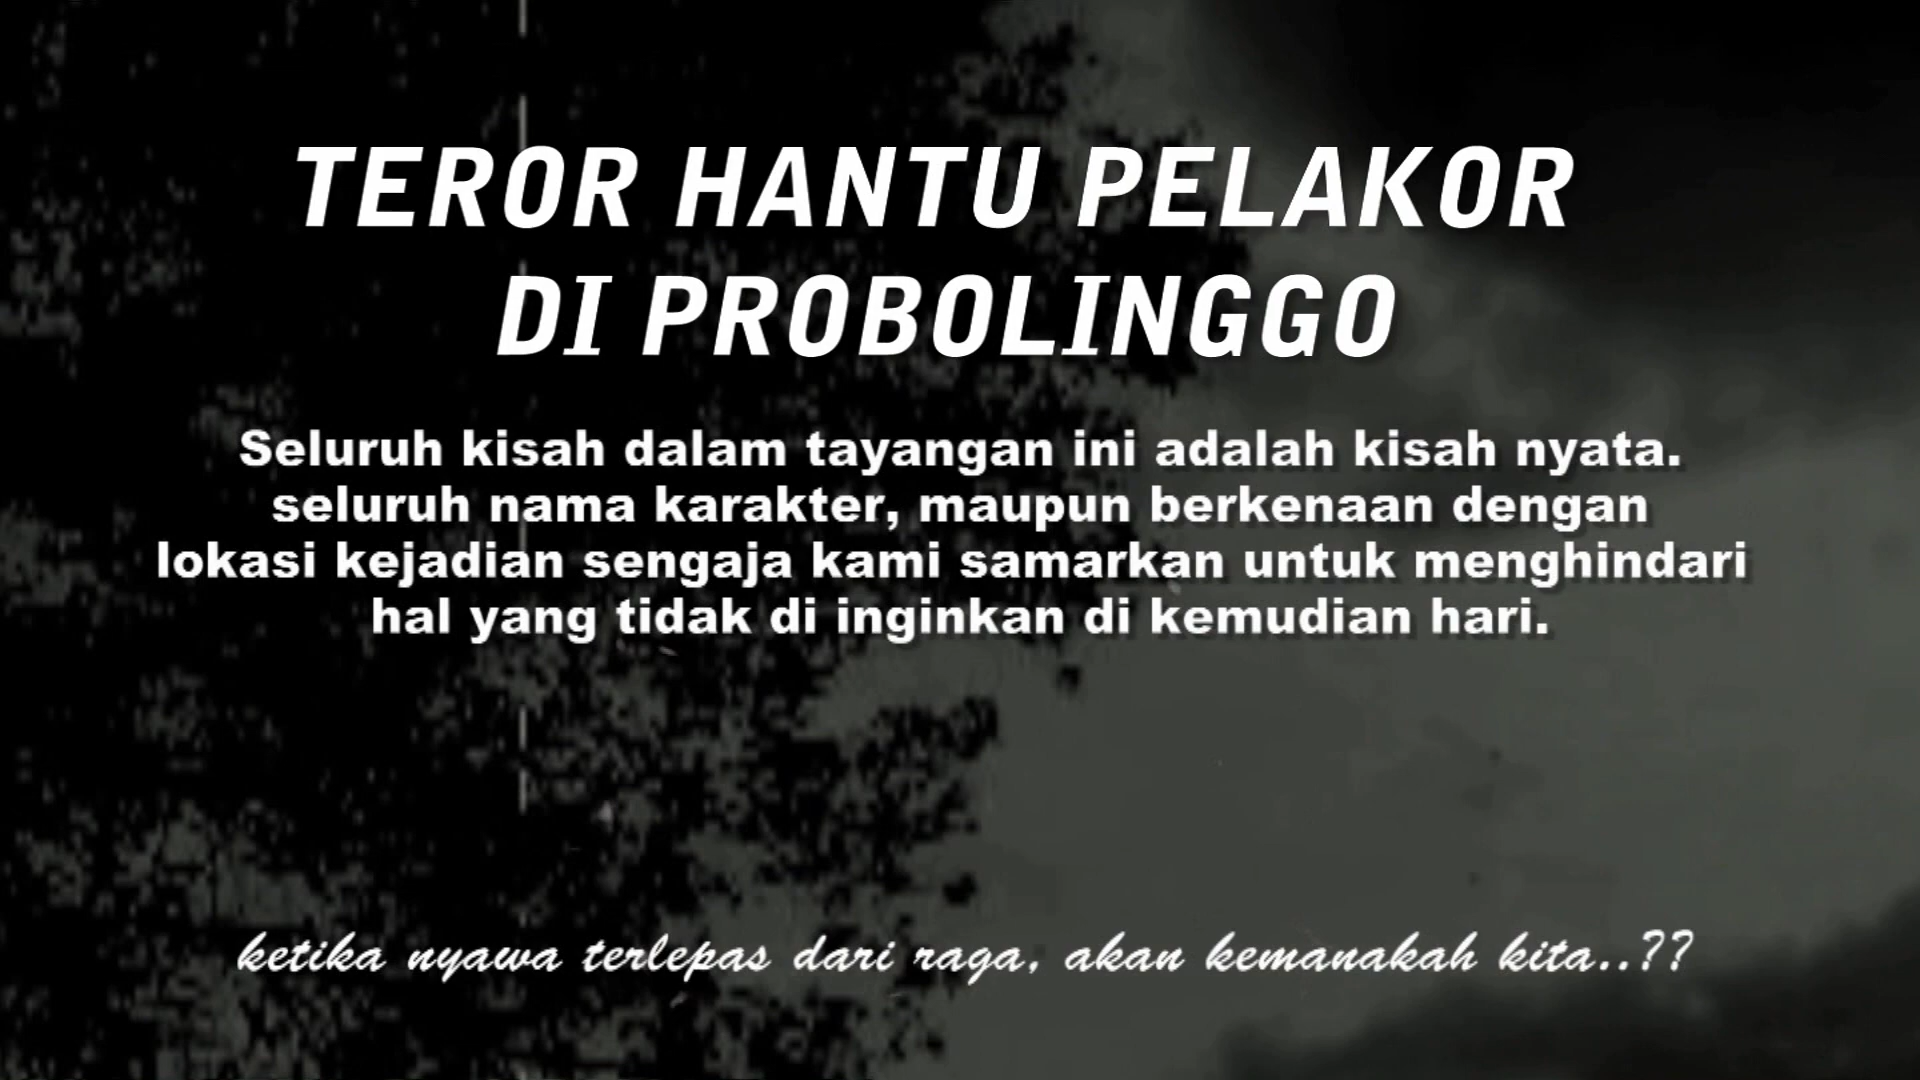 TEROR HANTU PELAKOR
DI PROBOLINGGO
Seluruh kisah dalam tayangan ini adalah kisah nyata.
seluruh nama karakter, maupun berkenaan dengan
lokasi kejadian sengaja kami samarkan untuk menghindari
hal yang tidak di inginkan di kemudian hari.
ketika nyawa terlepas dari raga, akan kemanakah kita..??